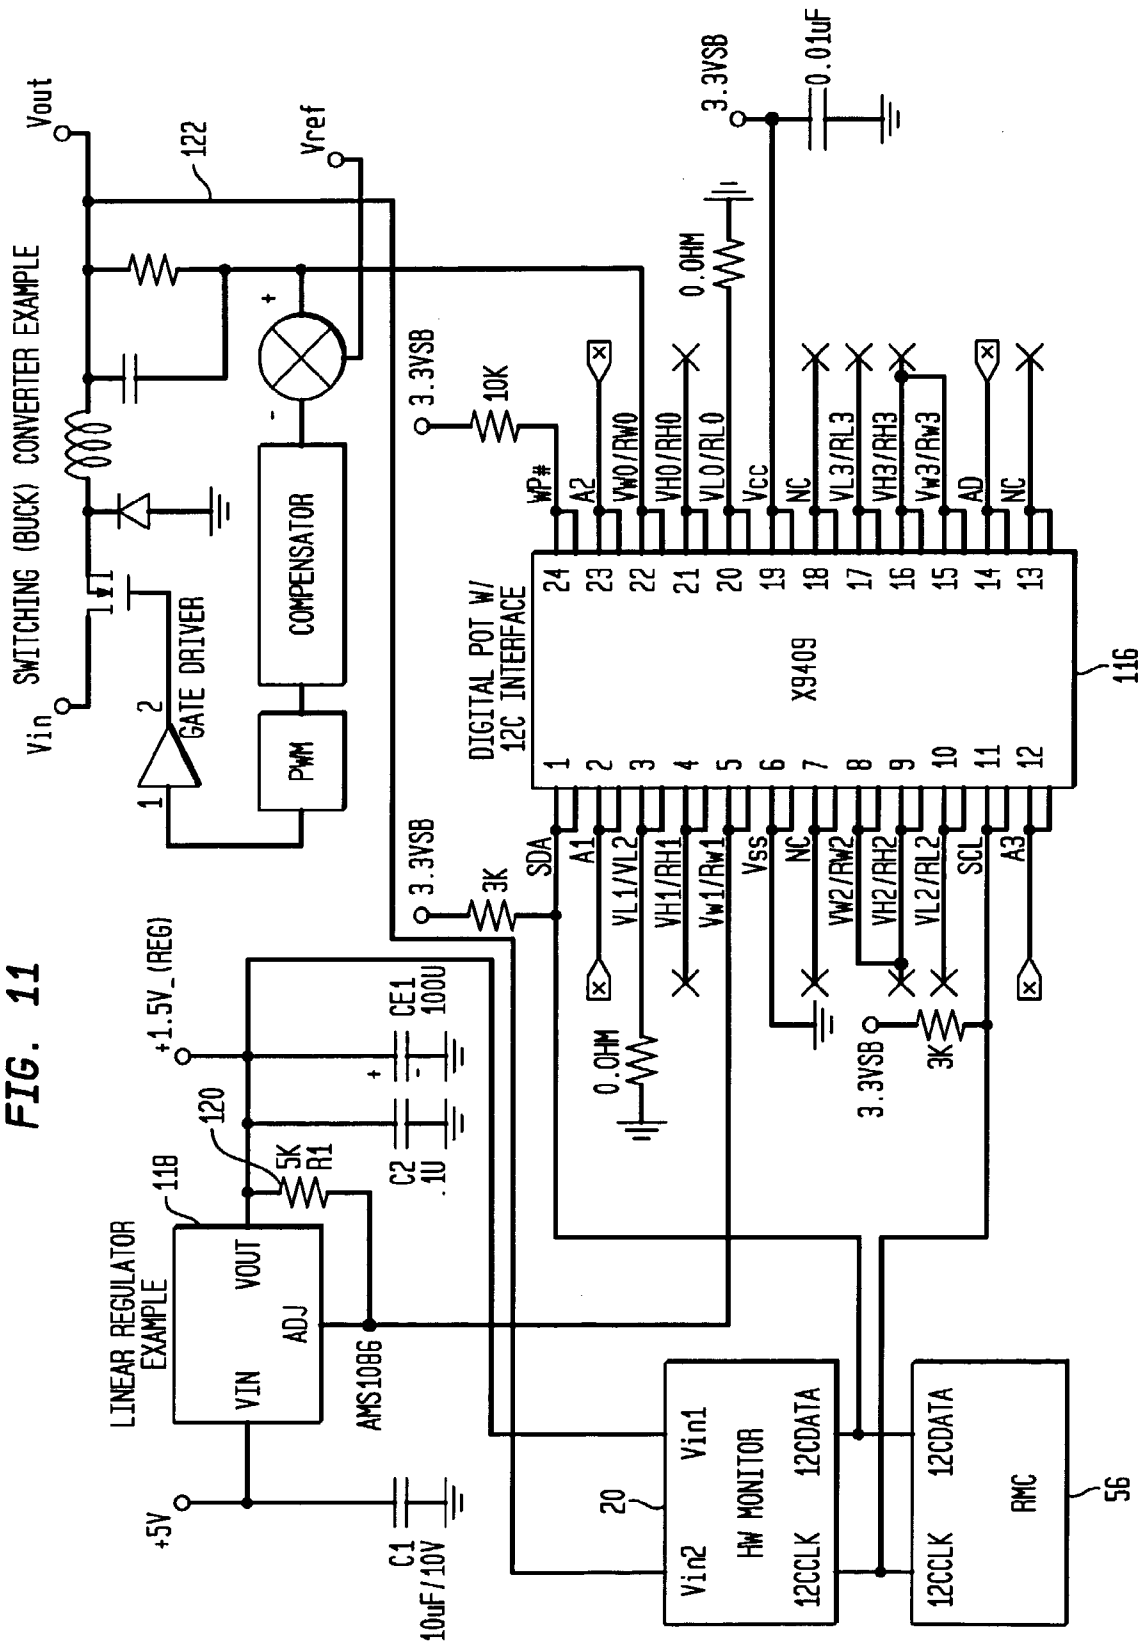 FIG. 11
LINEAR REGULATOR
EXAMPLE
118
VIN
VOUT
ADJ
AMS1086
+5V
C1
10uF/10V
120
5K
R1
C2
.1U
+1.5V_(REG)
+
-
CE1
100U
SWITCHING (BUCK) CONVERTER EXAMPLE
Vin
Vout
1
2
GATE DRIVER
PWM
COMPENSATOR
-
+
122
Vref
20
Vin2
Vin1
HW MONITOR
12CCLK
12CDATA
12CCLK
12CDATA
RMC
56
3.3VSB
3K
3.3VSB
10K
DIGITAL POT W/
12C INTERFACE
X9409
116
SDA
1
24
WP#
X
A1
2
23
A2
X
0.0HM
VL1/VL2
3
22
VW0/RW0
VH1/RH1
4
21
VH0/RH0
Vw1/Rw1
5
20
VL0/RL0
0.0HM
Vss
6
19
Vcc
3.3VSB
0.01uF
NC
7
18
NC
VW2/RW2
8
17
VL3/RL3
VH2/RH2
9
16
VH3/RH3
VL2/RL2
10
15
Vw3/Rw3
3.3VSB
3K
SCL
11
14
AD
X
X
A3
12
13
NC